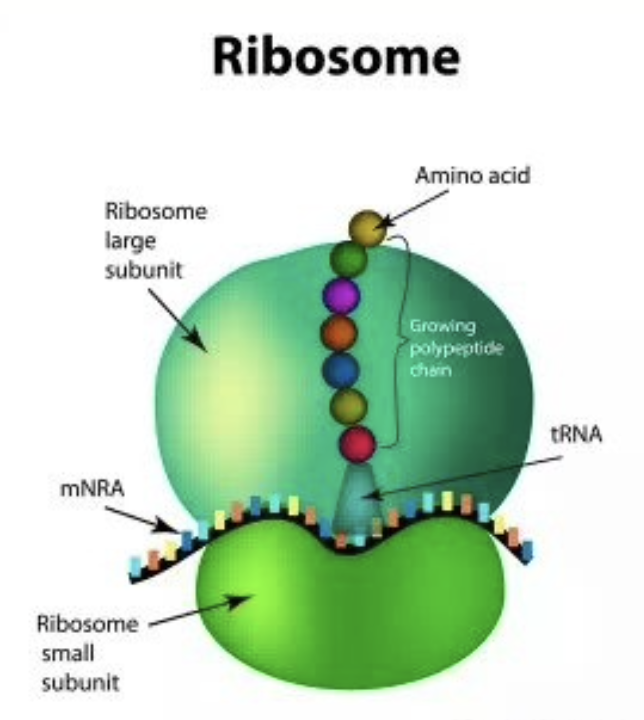 Ribosome
Amino acid
Ribosome
large
subunit
Growing
polypeptide
chain
tRNA
mNRA
Ribosome
small
subunit